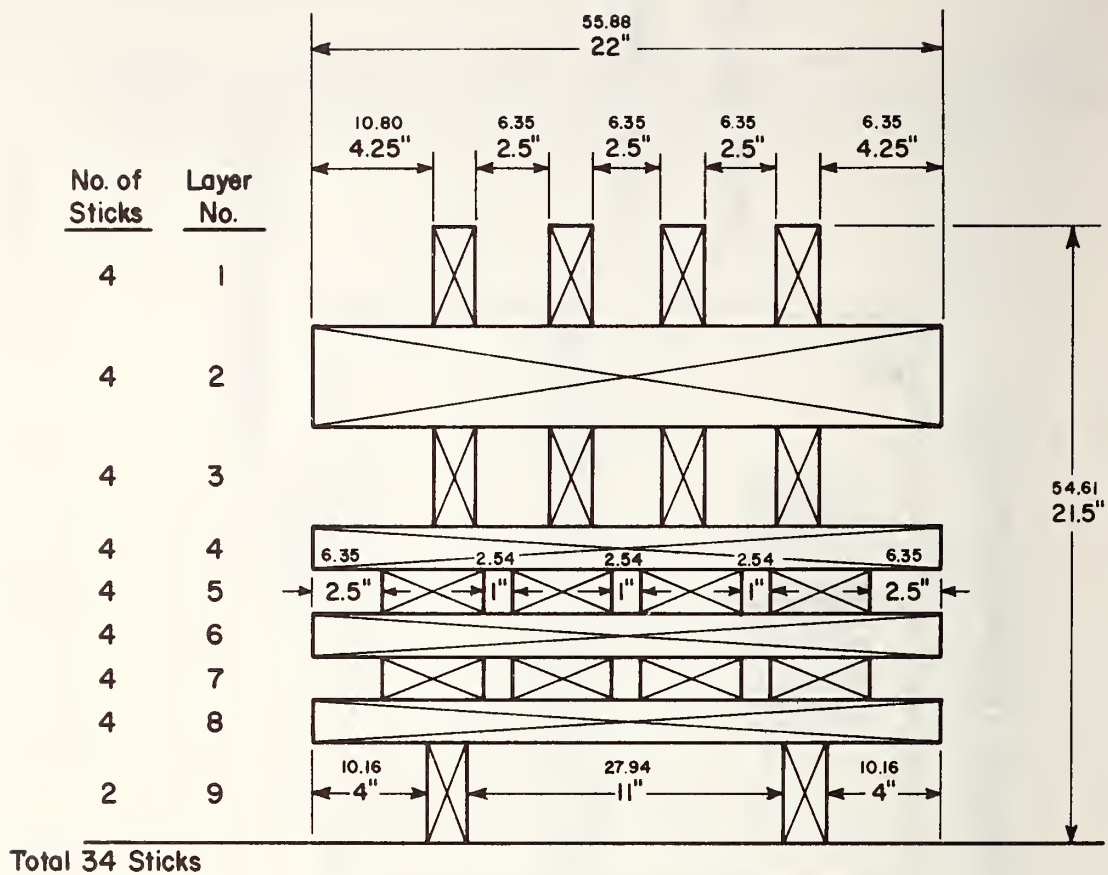 55.88
22"
10.80 6.35 6.35 6.35 6.35
4.25" 2.5" 2.5" 2.5" 4.25"
No. of Layer
Sticks No.
4 1
4 2
4 3
54.61
21.5"
4 4
6.35 2.54 2.54 2.54 6.35
4 5 2.5" 1" 1" 1" 2.5"
4 6
4 7
4 8
10.16 27.94 10.16
2 9 4" 11" 4"
Total 34 Sticks